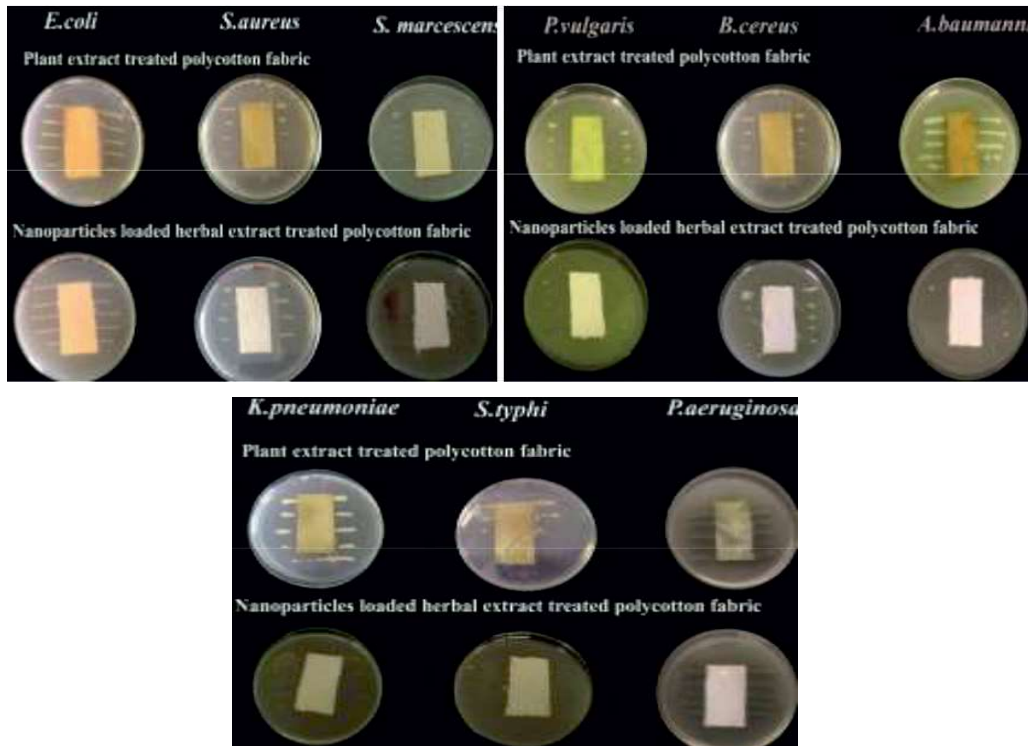 E.coli S.aureus S. marcescens
Plant extract treated polycotton fabric
Nanoparticles loaded herbal extract treated polycotton fabric
P.vulgaris B.cereus A.baumanni
Plant extract treated polycotton fabric
Nanoparticles loaded herbal extract treated polycotton fabric
K.pneumoniae S.typhi P.aeruginosa
Plant extract treated polycotton fabric
Nanoparticles loaded herbal extract treated polycotton fabric